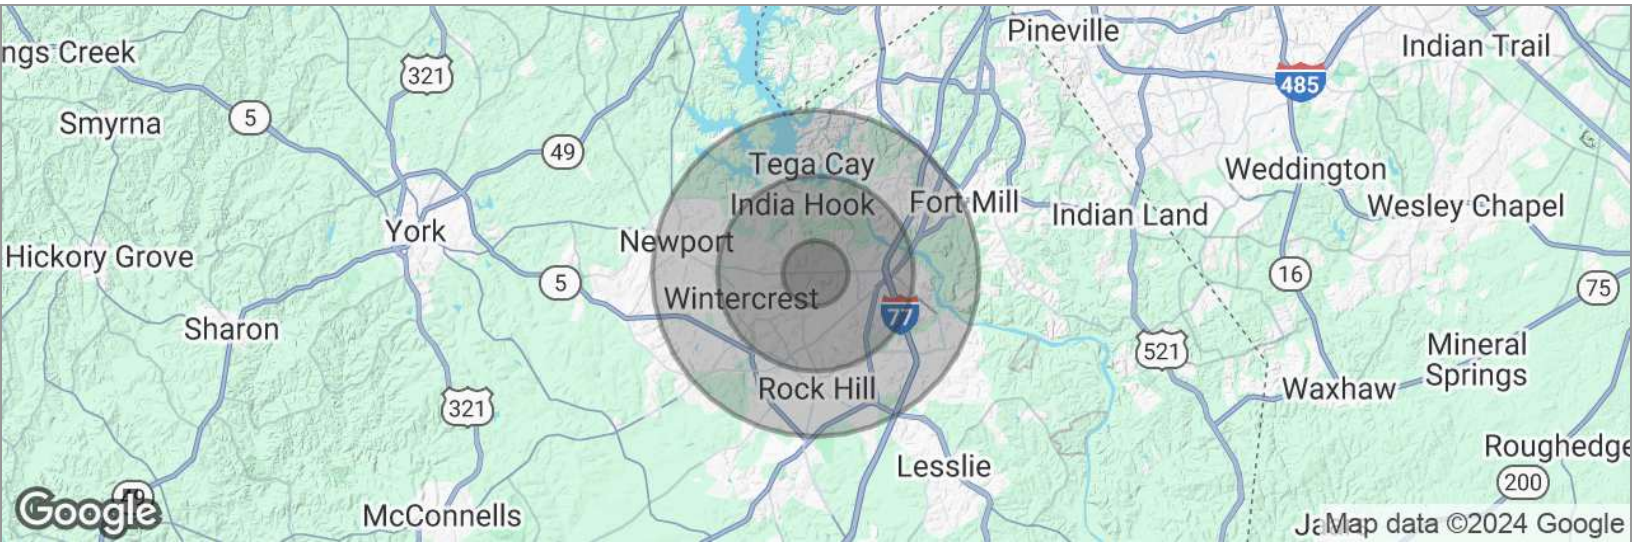 ngs Creek
321
Pineville
Indian Trail
485
Smyrna
5
49
Tega Cay
Weddington
India Hook
Fort Mill
Indian Land
Wesley Chapel
York
Newport
Hickory Grove
5
16
75
Wintercrest
77
Sharon
521
Mineral
Springs
Rock Hill
Waxhaw
321
Lesslie
Roughedge
200
Google
McConnells
Map data ©2024 Google